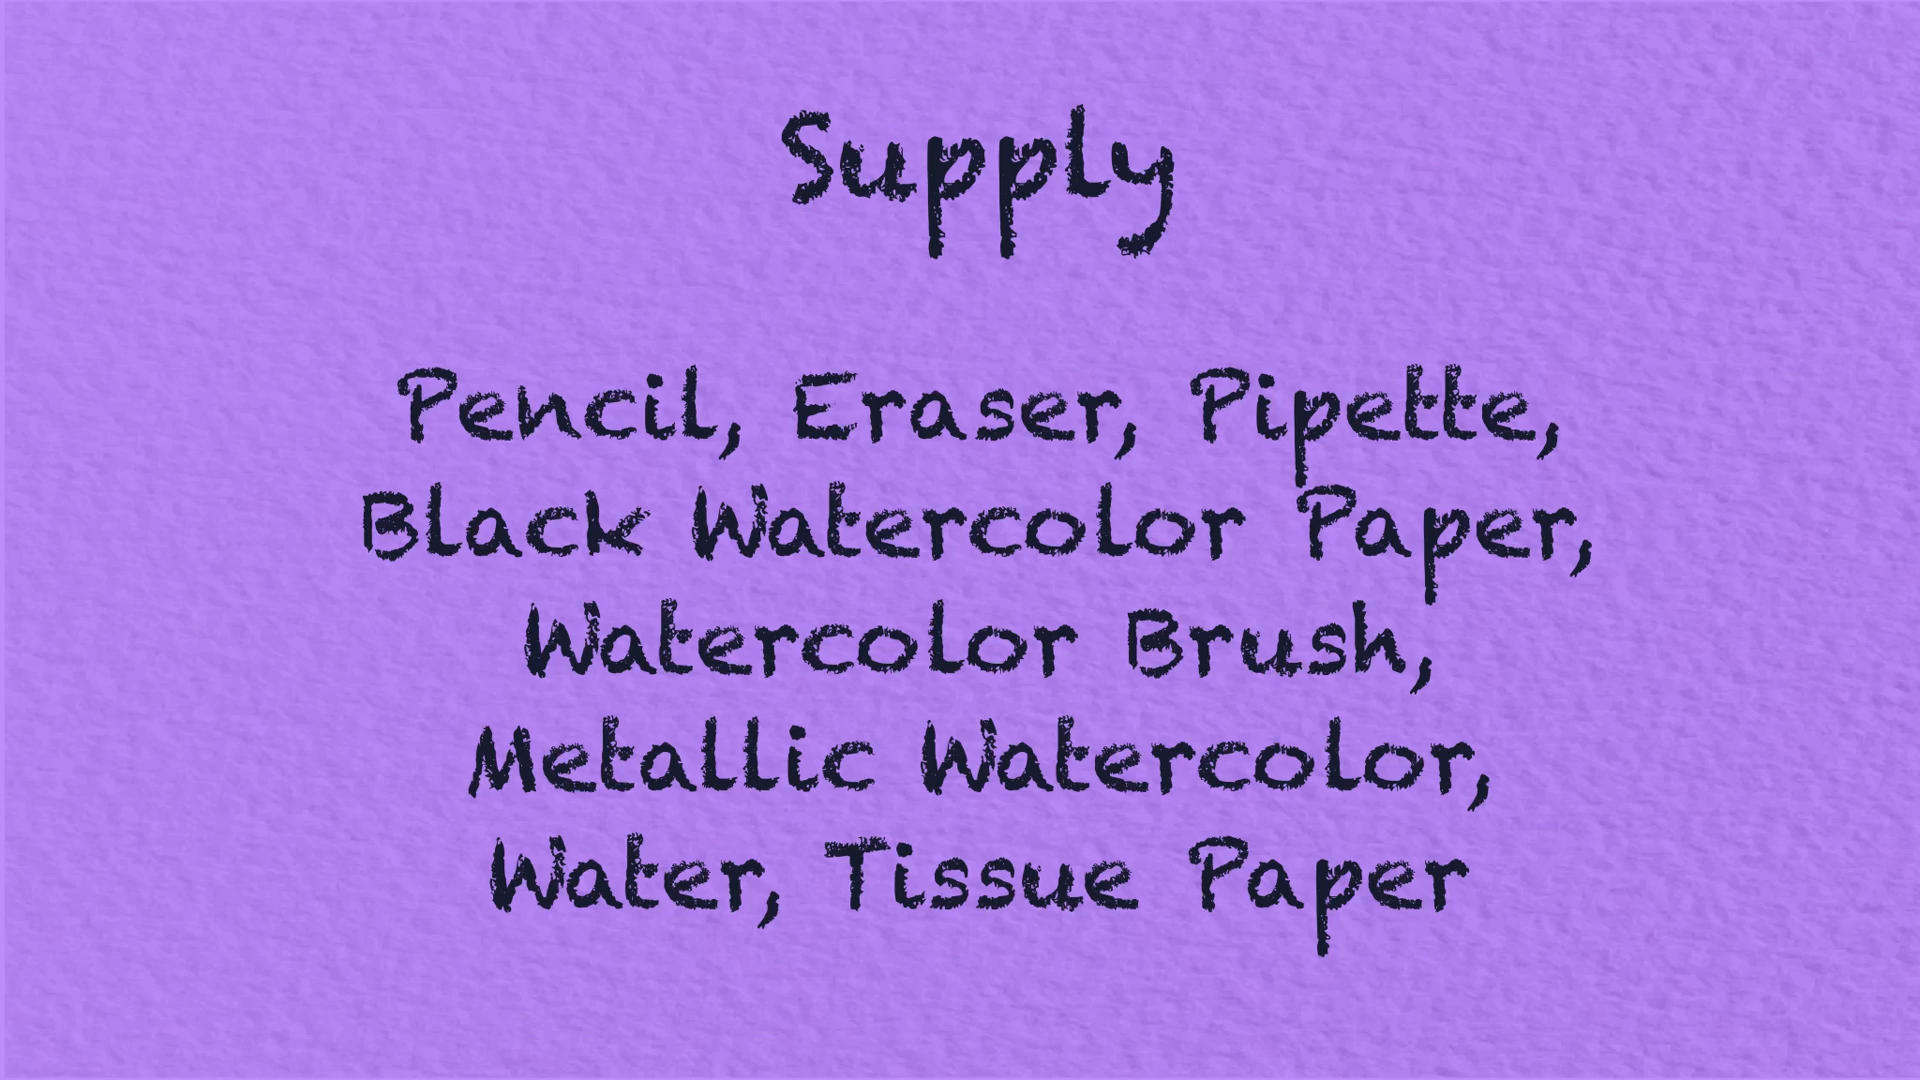 Supply
Pencil, Eraser, Pipette,
Black Watercolor Paper,
Watercolor Brush,
Metallic Watercolor,
Water, Tissue Paper